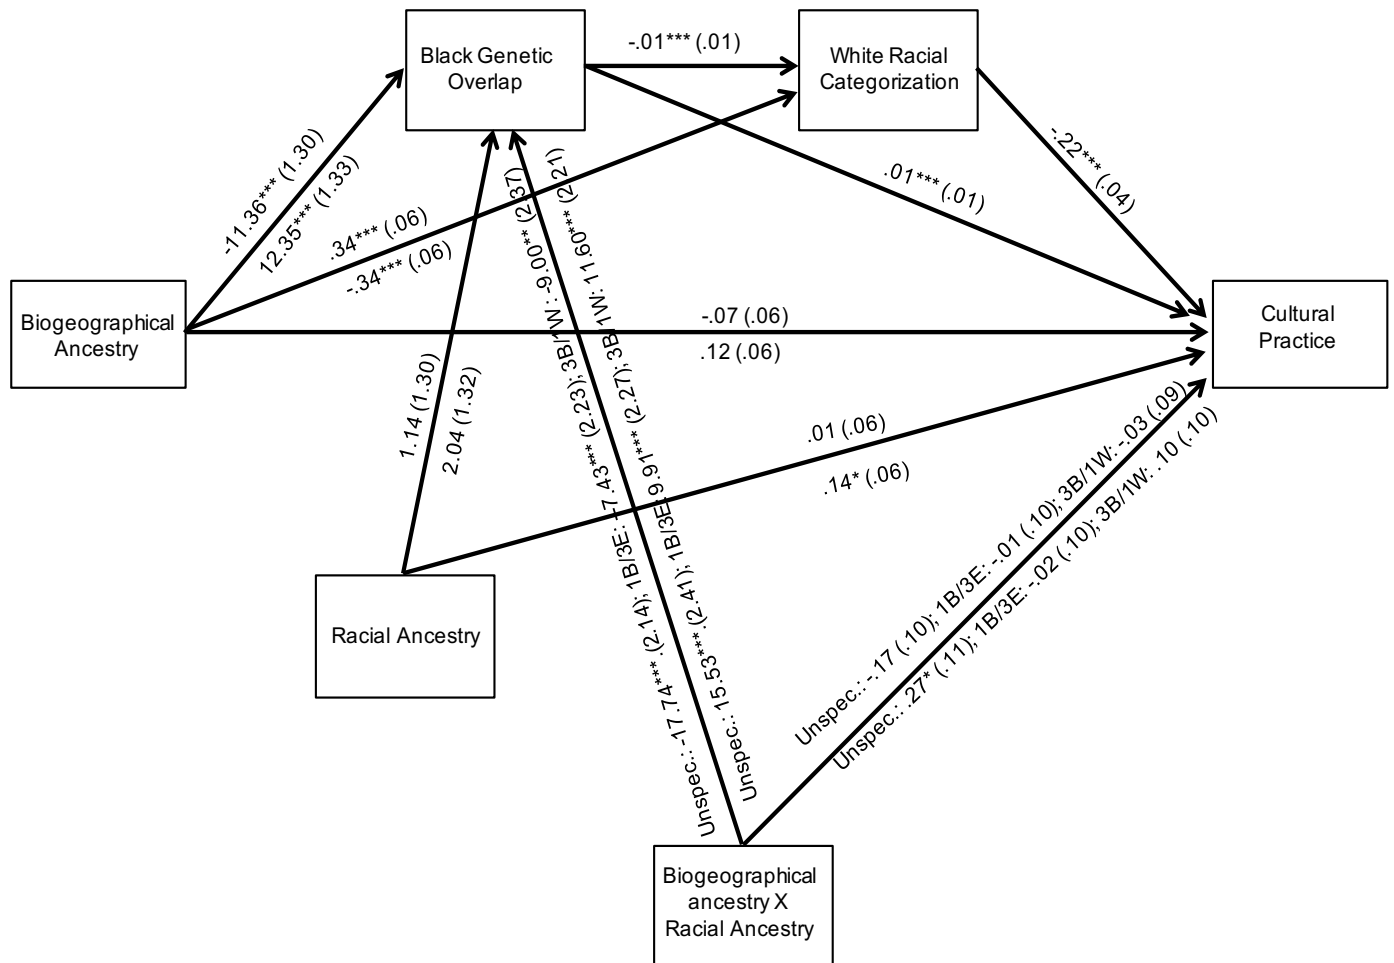 Black Genetic
Overlap
-.01*** (.01)
White Racial
Categorization
-11.36*** (1.30)
12.35*** (1.33)
.34*** (.06)
-.34*** (.06)
.01*** (.01)
-.22*** (.04)
Biogeographical
Ancestry
-.07 (.06)
.12 (.06)
Cultural
Practice
1.14 (1.30)
2.04 (1.32)
.01 (.06)
.14* (.06)
Racial Ancestry
Unspec.: -17.74*** (2.14); 1B/3E: -7.43*** (2.23); 3B/1W : -9.00** (2.37)
Unspec.: 15.53*** (2.41); 1B/3E: 9.91*** (2.27); 3B/1W: 11.60*** (2.21)
Unspec.: -.17 (.10); 1B/3E: -.01 (.10); 3B/1W: -.03 (.09)
Unspec.: .27* (.11); 1B/3E: -.02 (.10); 3B/1W: .10 (.10)
Biogeographical
ancestry X
Racial Ancestry